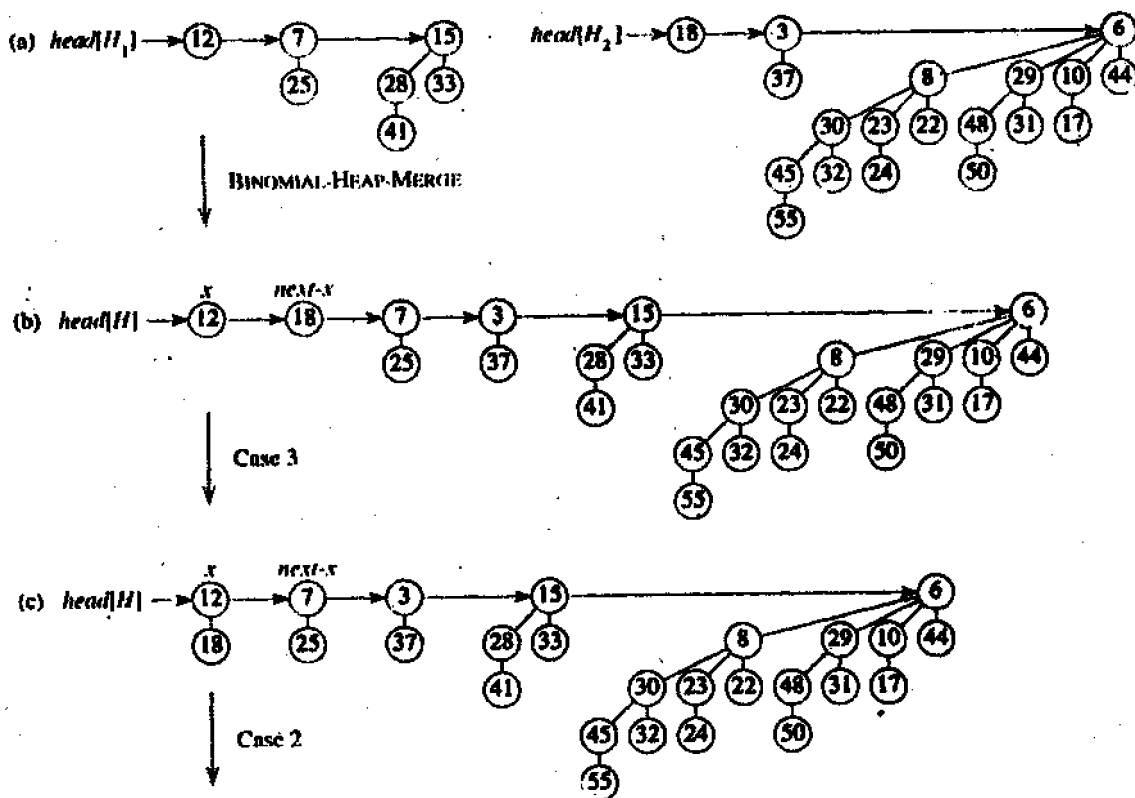 (a) head[H1] 12 7 15 head[H2] 18 3 6
25 28 33 37 8 29 10 44
41 30 23 22 48 31 17
45 32 24 50
55
BINOMIAL-HEAP-MERGE
x next-x
(b) head[H] 12 18 7 3 15 6
25 37 28 33 8 29 10 44
41 30 23 22 48 31 17
45 32 24 50
55
Case 3
x next-x
(c) head[H] 12 7 3 15 6
18 25 37 28 33 8 29 10 44
41 30 23 22 48 31 17
45 32 24 50
55
Case 2